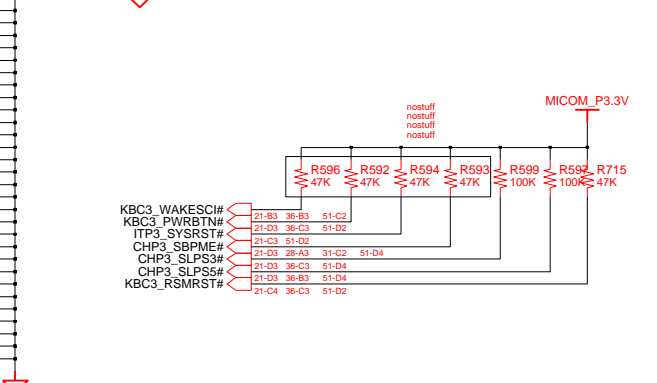 nostuff
nostuff
nostuff
nostuff
MICOM_P3.3V
R596 R592 R594 R593 R599 R597 R715
47K 47K 47K 47K 100K 100K 47K
KBC3_WAKESCI#
21-B3 36-B3 51-C2
KBC3_PWRBTN#
21-D3 36-C3 51-D2
ITP3_SYSRST#
21-C3 51-D2
CHP3_SBPME#
21-D3 28-A3 31-C2 51-D4
CHP3_SLPS3#
21-D3 36-C3 51-D4
CHP3_SLPS5#
21-D3 36-B3 51-D4
KBC3_RSMRST#
21-C4 36-C3 51-D2